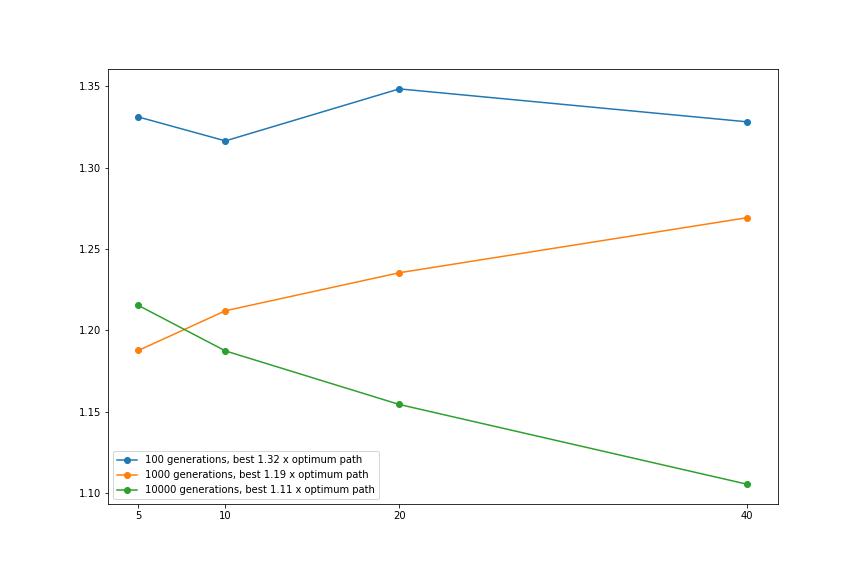 1.35
1.30
1.25
1.20
1.15
1.10
100 generations, best 1.32 x optimum path
1000 generations, best 1.19 x optimum path
10000 generations, best 1.11 x optimum path
5 10 20 40